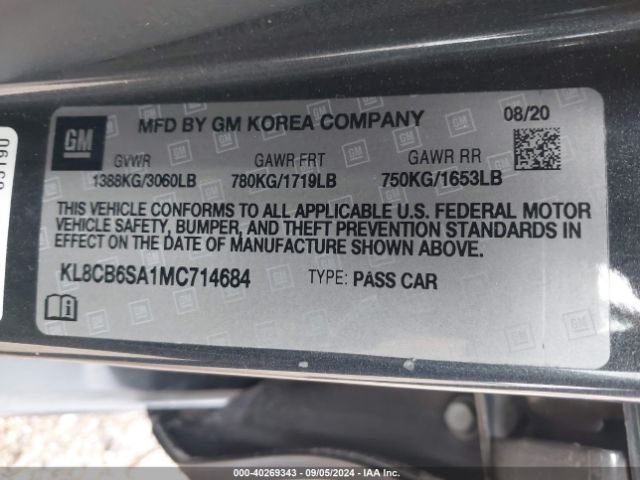 GM
MFD BY GM KOREA COMPANY
08/20
GVWR GAWR FRT GAWR RR
1388KG/3060LB 780KG/1719LB 750KG/1653LB
THIS VEHICLE CONFORMS TO ALL APPLICABLE U.S. FEDERAL MOTOR
VEHICLE SAFETY, BUMPER, AND THEFT PREVENTION STANDARDS IN
EFFECT ON THE DATE OF MANUFACTURE SHOWN ABOVE.
KL8CB6SA1MC714684 TYPE: PASS CAR
000-40269343 - 09/05/2024 - IAA Inc.